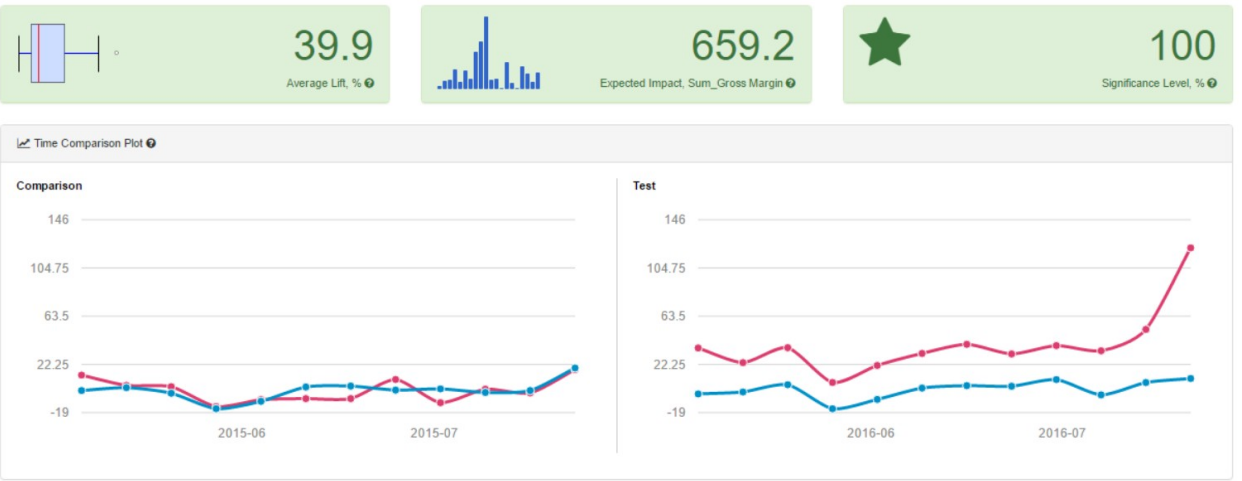 39.9
Average Lift, %
659.2
Expected Impact, Sum_Gross Margin
100
Significance Level, %
Time Comparison Plot
Comparison
146
104.75
63.5
22.25
-19
2015-06 2015-07
Test
146
104.75
63.5
22.25
-19
2016-06 2016-07